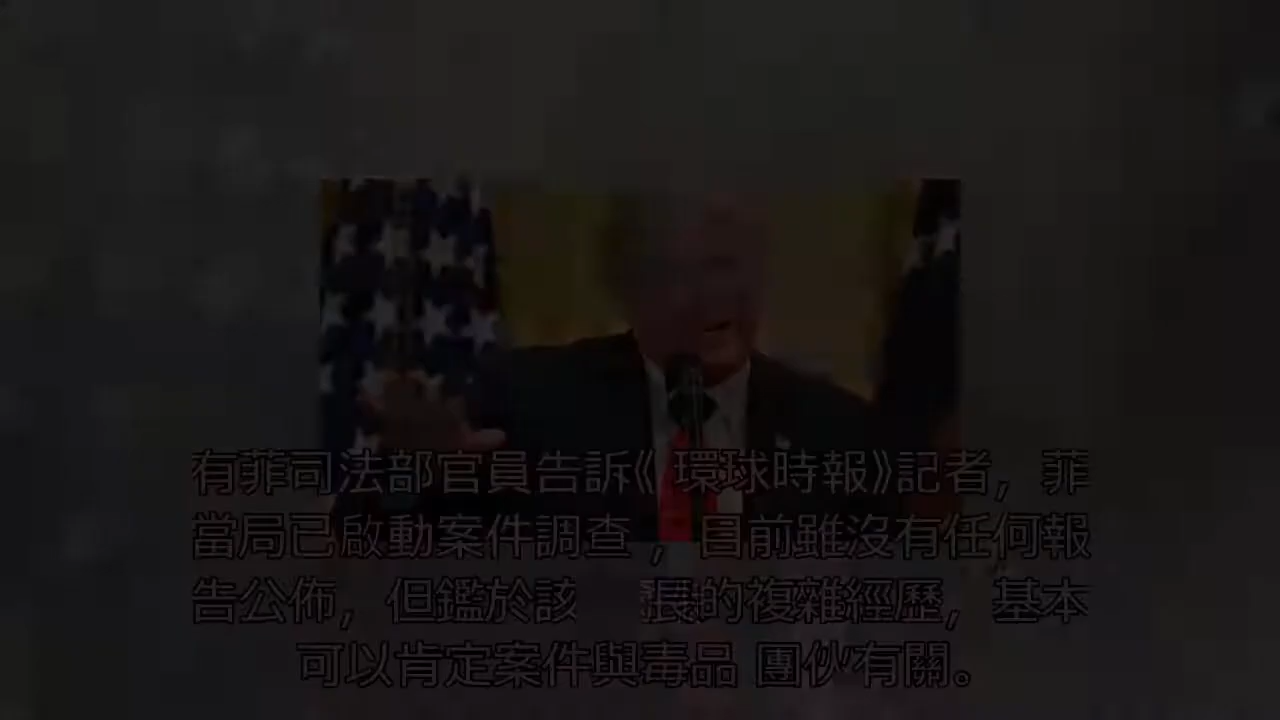 有菲司法部官員告訴《環球時報》記者，菲
當局已啟動案件調查，目前雖沒有任何報
告公佈，但鑑於該 長的複雜經歷，基本
可以肯定案件與毒品 團伙有關。